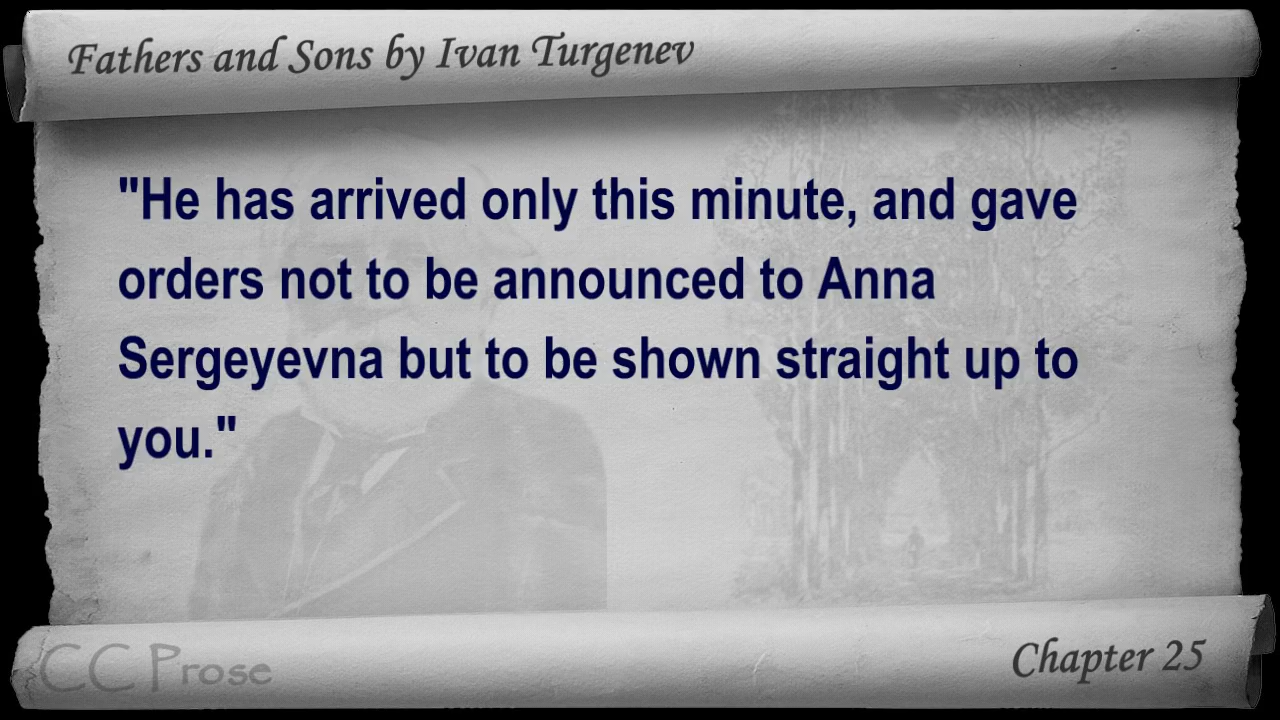 Fathers and Sons by Ivan Turgenev
"He has arrived only this minute, and gave
orders not to be announced to Anna
Sergeyevna but to be shown straight up to
you."
CC Prose
Chapter 25